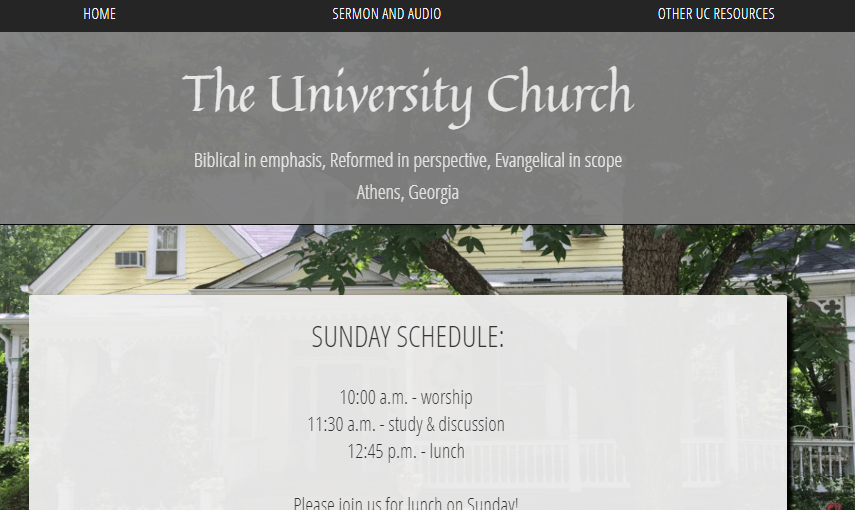 HOME SERMON AND AUDIO OTHER UC RESOURCES
The University Church
Biblical in emphasis, Reformed in perspective, Evangelical in scope
Athens, Georgia
SUNDAY SCHEDULE:
10:00 a.m. - worship
11:30 a.m. - study & discussion
12:45 p.m. - lunch
Please join us for lunch on Sunday!